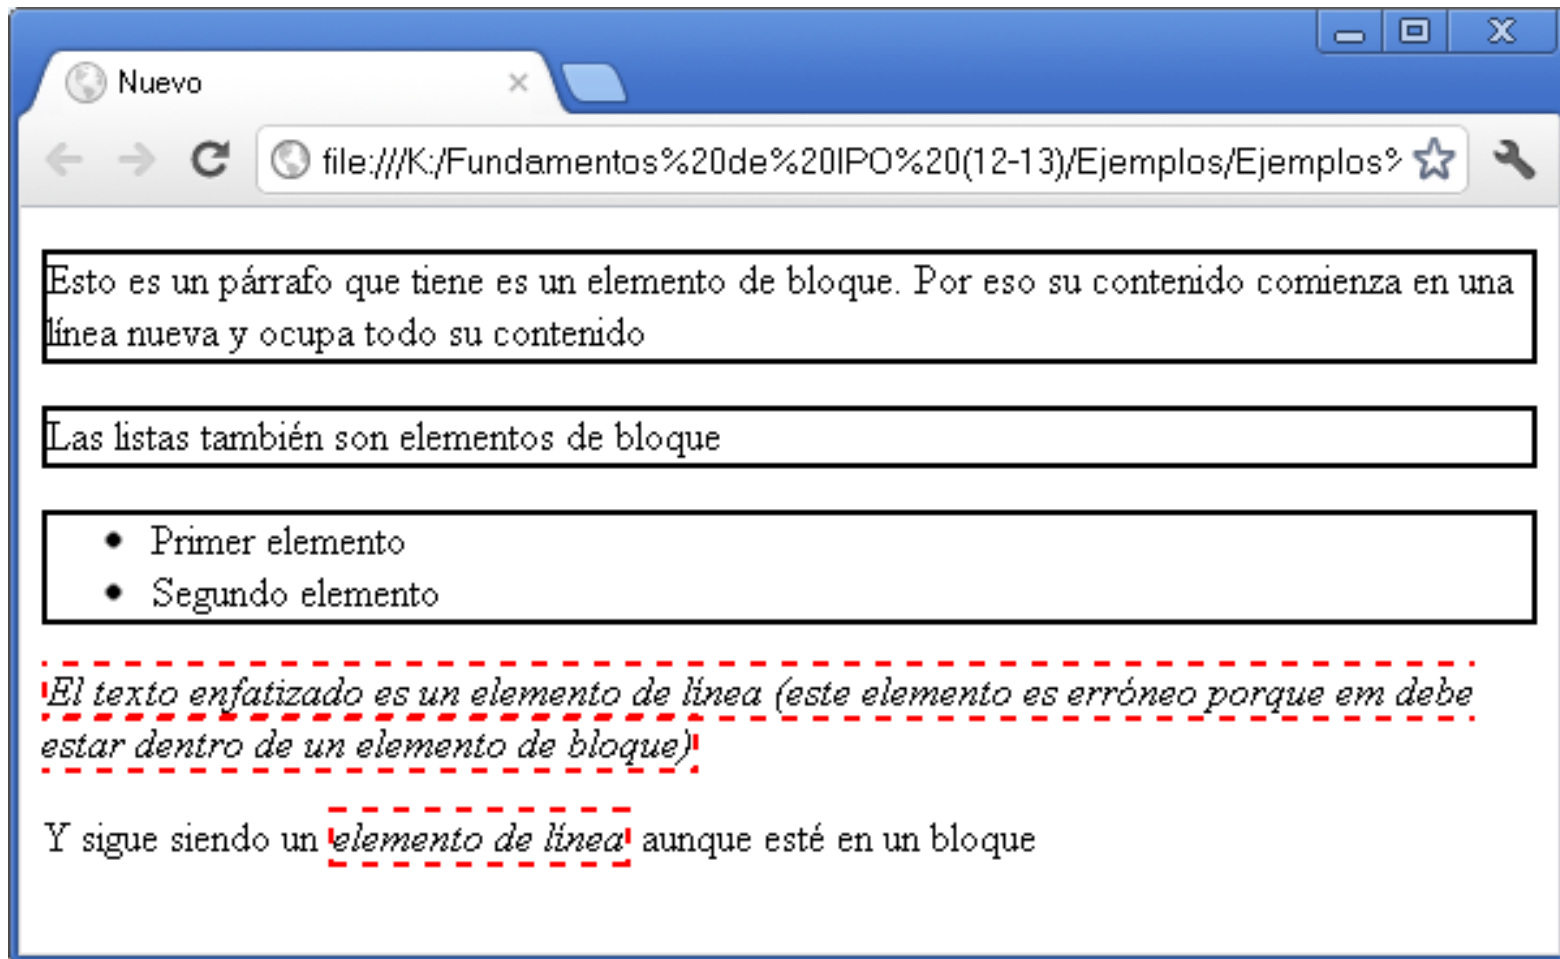 Nuevo
file:///K:/Fundamentos%20de%20IPO%20(12-13)/Ejemplos/Ejemplos%
Esto es un párrafo que tiene es un elemento de bloque. Por eso su contenido comienza en una
línea nueva y ocupa todo su contenido
Las listas también son elementos de bloque
• Primer elemento
• Segundo elemento
El texto enfatizado es un elemento de línea (este elemento es erróneo porque em debe
estar dentro de un elemento de bloque)
Y sigue siendo un elemento de línea aunque esté en un bloque